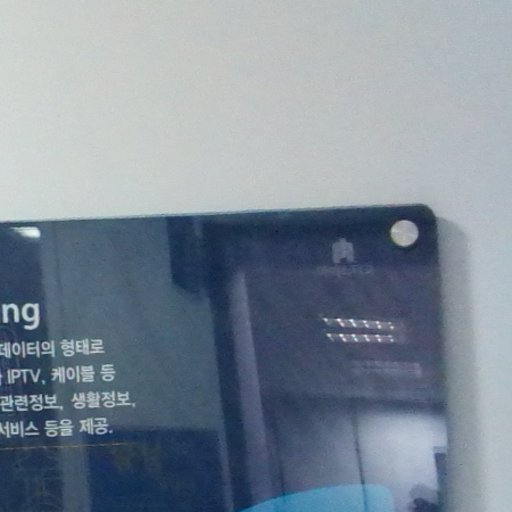 ng
데이터의 형태로
IPTV, 케이블 등
관련정보, 생활정보,
서비스 등을 제공.